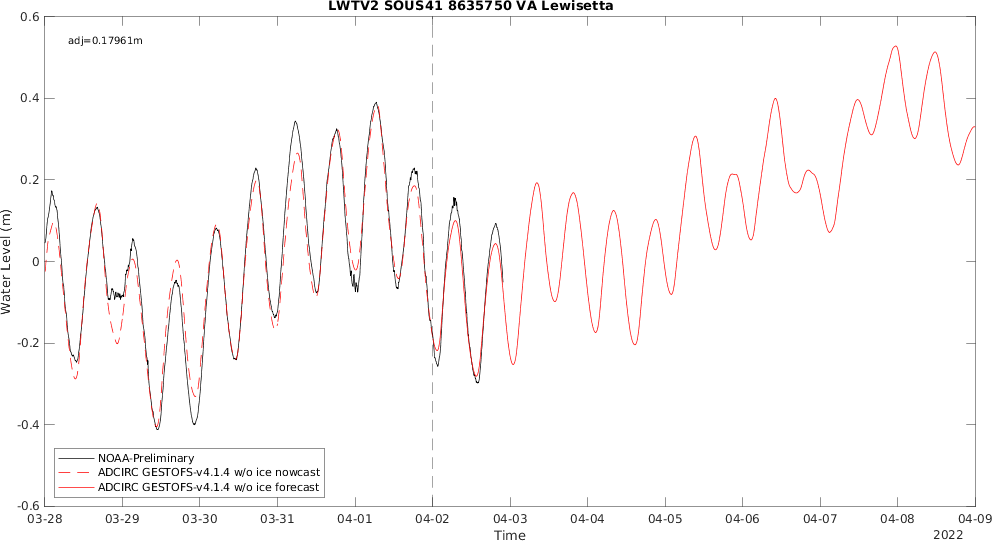 LWTV2 SOUS41 8635750 VA Lewisetta
adj=0.17961m
0.6
0.4
0.2
0
-0.2
-0.4
-0.6
Water Level (m)
NOAA-Preliminary
ADCIRC GESTOFS-v4.1.4 w/o ice nowcast
ADCIRC GESTOFS-v4.1.4 w/o ice forecast
03-28 03-29 03-30 03-31 04-01 04-02 04-03 04-04 04-05 04-06 04-07 04-08 04-09
Time
2022